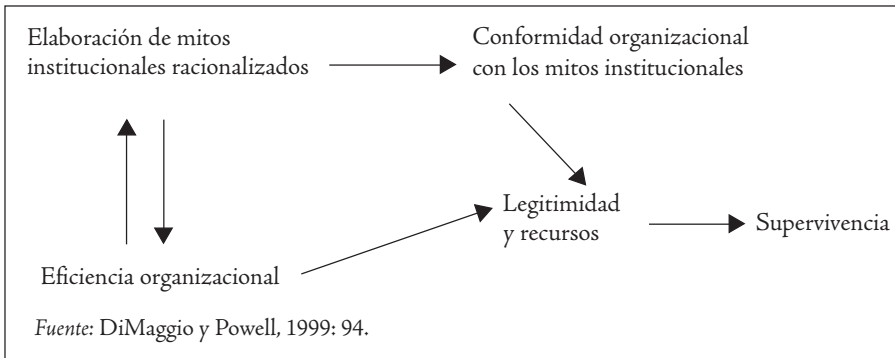 Elaboración de mitos
institucionales racionalizados
Conformidad organizacional
con los mitos institucionales
Legitimidad
y recursos
Supervivencia
Eficiencia organizacional
Fuente: DiMaggio y Powell, 1999: 94.